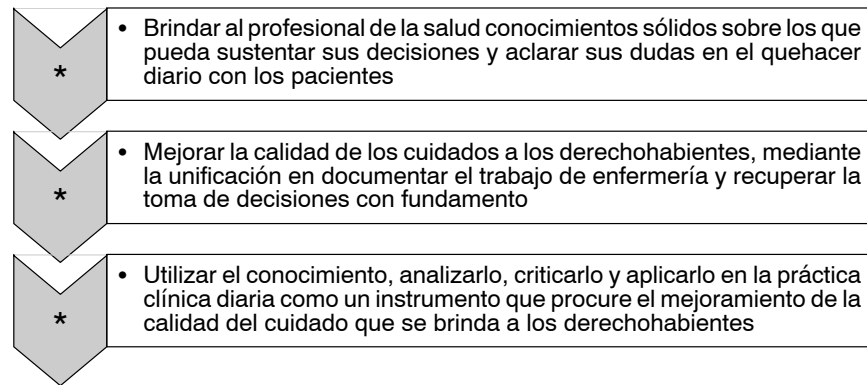 * • Brindar al profesional de la salud conocimientos sólidos sobre los que
pueda sustentar sus decisiones y aclarar sus dudas en el quehacer
diario con los pacientes
* • Mejorar la calidad de los cuidados a los derechohabientes, mediante
la unificación en documentar el trabajo de enfermería y recuperar la
toma de decisiones con fundamento
* • Utilizar el conocimiento, analizarlo, criticarlo y aplicarlo en la práctica
clínica diaria como un instrumento que procure el mejoramiento de la
calidad del cuidado que se brinda a los derechohabientes